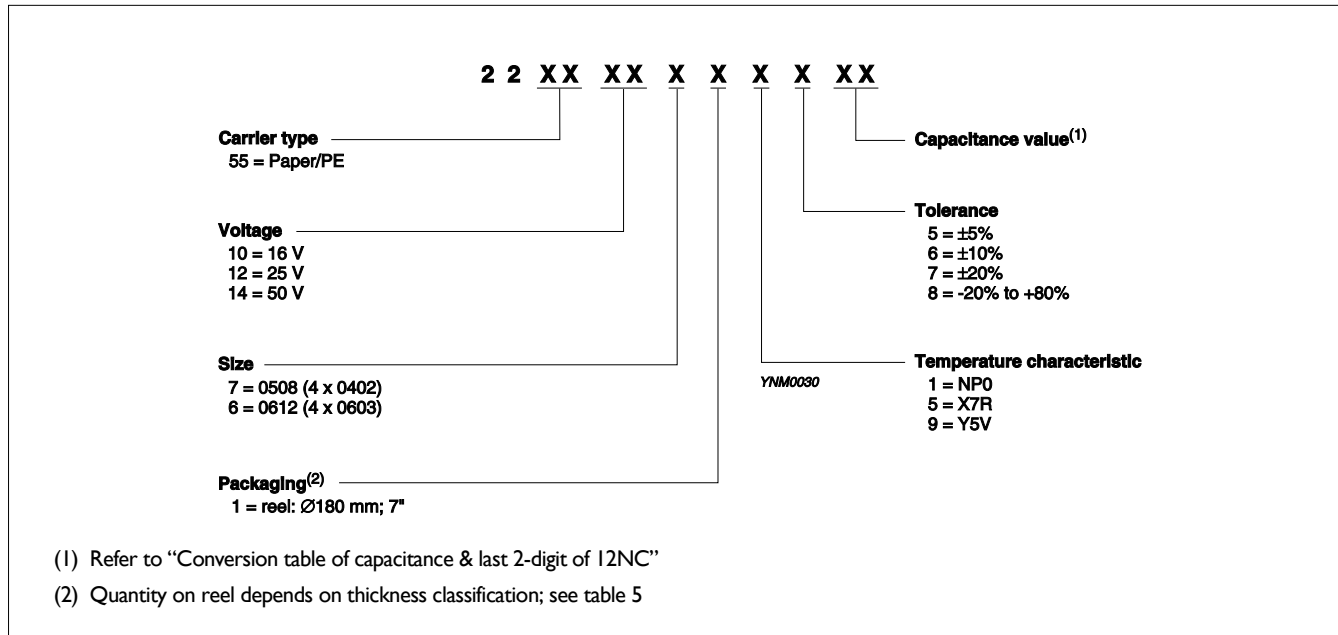 2 2 XX XX X X X X XX
Carrier type
55 = Paper/PE
Voltage
10 = 16 V
12 = 25 V
14 = 50 V
Size
7 = 0508 (4 x 0402)
6 = 0612 (4 x 0603)
Packaging(2)
1 = reel: Ø180 mm; 7"
Capacitance value(1)
Tolerance
5 = ±5%
6 = ±10%
7 = ±20%
8 = -20% to +80%
Temperature characteristic
1 = NP0
5 = X7R
9 = Y5V
YNM0030
(1) Refer to “Conversion table of capacitance & last 2-digit of 12NC”
(2) Quantity on reel depends on thickness classification; see table 5